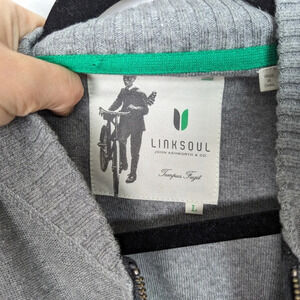 LINKSOUL
JOHN ASHWORTH & CO.
Tempus Fugit
L